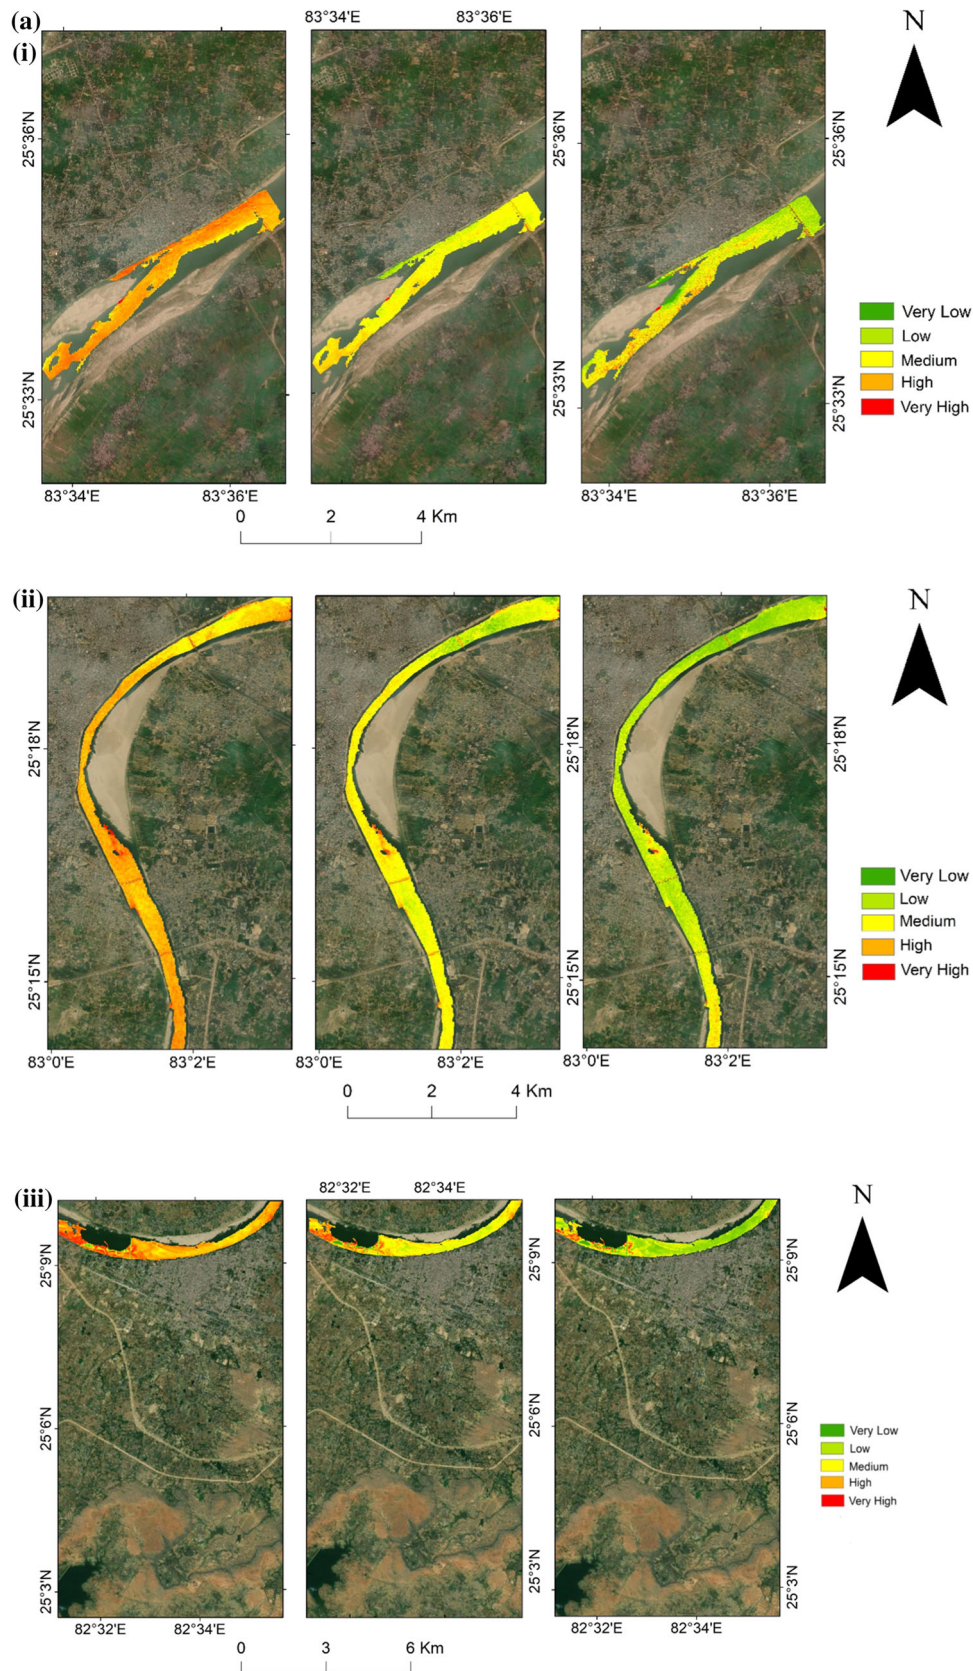 (a)
(i)
83°34'E 83°36'E
N
25°36'N
25°36'N
25°33'N
25°33'N
Very Low
Low
Medium
High
Very High
83°34'E 83°36'E
83°34'E 83°36'E
0 2 4 Km
(ii)
N
25°18'N
25°18'N
25°18'N
25°15'N
25°15'N
25°15'N
Very Low
Low
Medium
High
Very High
83°0'E 83°2'E
83°0'E 83°2'E
83°0'E 83°2'E
0 2 4 Km
(iii)
82°32'E 82°34'E
N
25°9'N
25°9'N
25°9'N
25°6'N
25°6'N
25°6'N
Very Low
Low
Medium
High
Very High
25°3'N
25°3'N
25°3'N
82°32'E 82°34'E
82°32'E 82°34'E
0 3 6 Km